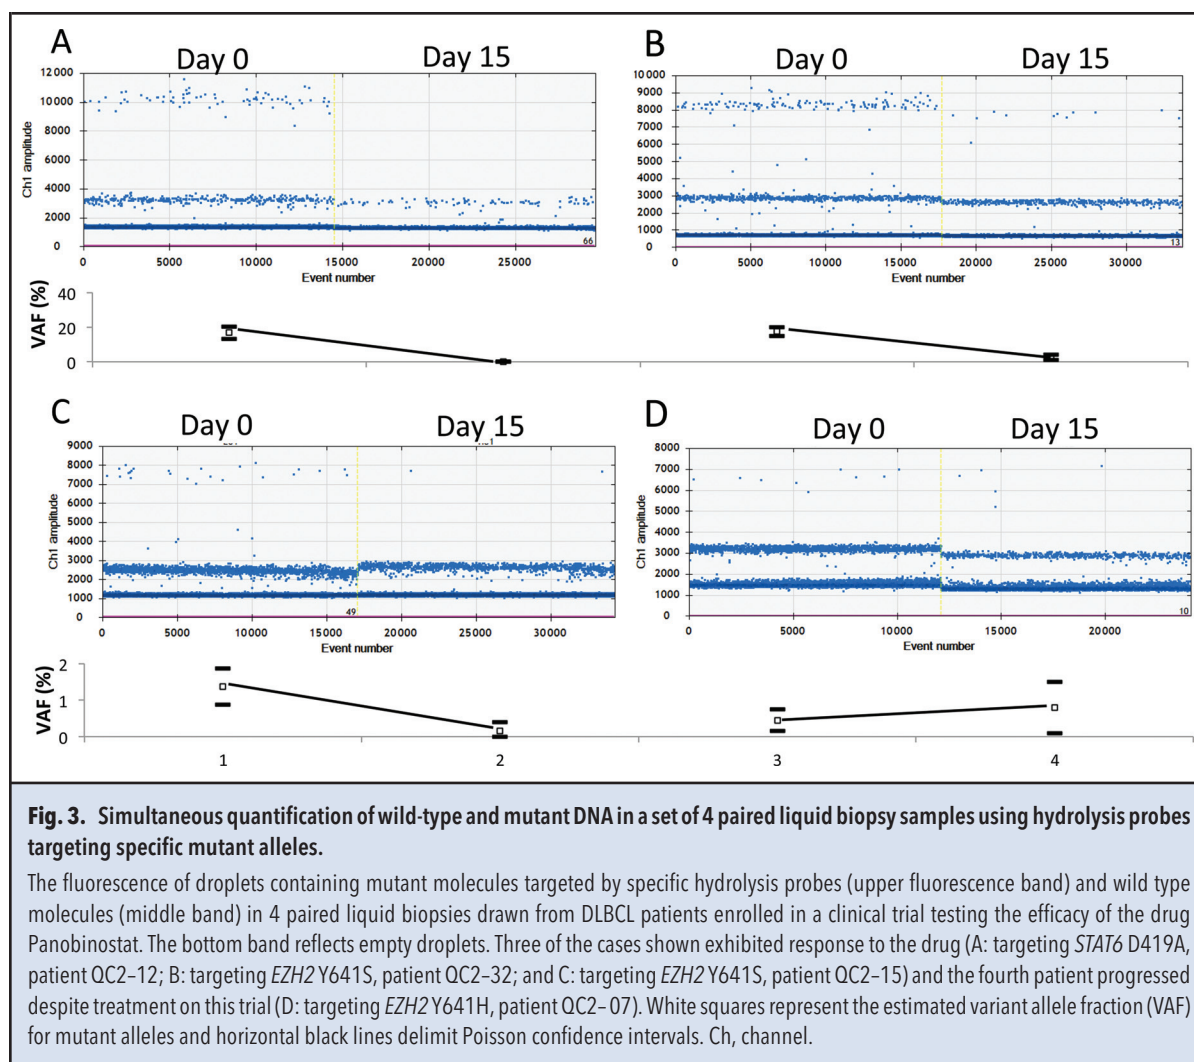 A
Day 0 Day 15
12000
10000
8000
6000
4000
2000
0
Ch1 amplitude
66
0 5000 10000 15000 20000 25000
Event number
B
Day 0 Day 15
10000
9000
8000
7000
6000
5000
4000
3000
2000
1000
0
13
0 5000 10000 15000 20000 25000 30000
Event number
VAF (%)
40
20
0
C
Day 0 Day 15
9000
8000
7000
6000
5000
4000
3000
2000
1000
0
Ch1 amplitude
49
0 5000 10000 15000 20000 25000 30000
Event number
D
Day 0 Day 15
8000
7000
6000
5000
4000
3000
2000
1000
0
Ch1 amplitude
10
0 5000 10000 15000 20000
Event number
VAF (%)
2
1
0
1 2 3 4
Fig. 3. Simultaneous quantification of wild-type and mutant DNA in a set of 4 paired liquid biopsy samples using hydrolysis probes
targeting specific mutant alleles.
The fluorescence of droplets containing mutant molecules targeted by specific hydrolysis probes (upper fluorescence band) and wild type
molecules (middle band) in 4 paired liquid biopsies drawn from DLBCL patients enrolled in a clinical trial testing the efficacy of the drug
Panobinostat. The bottom band reflects empty droplets. Three of the cases shown exhibited response to the drug (A: targeting STAT6 D419A,
patient QC2–12; B: targeting EZH2 Y641S, patient QC2–32; and C: targeting EZH2 Y641S, patient QC2–15) and the fourth patient progressed
despite treatment on this trial (D: targeting EZH2 Y641H, patient QC2– 07). White squares represent the estimated variant allele fraction (VAF)
for mutant alleles and horizontal black lines delimit Poisson confidence intervals. Ch, channel.